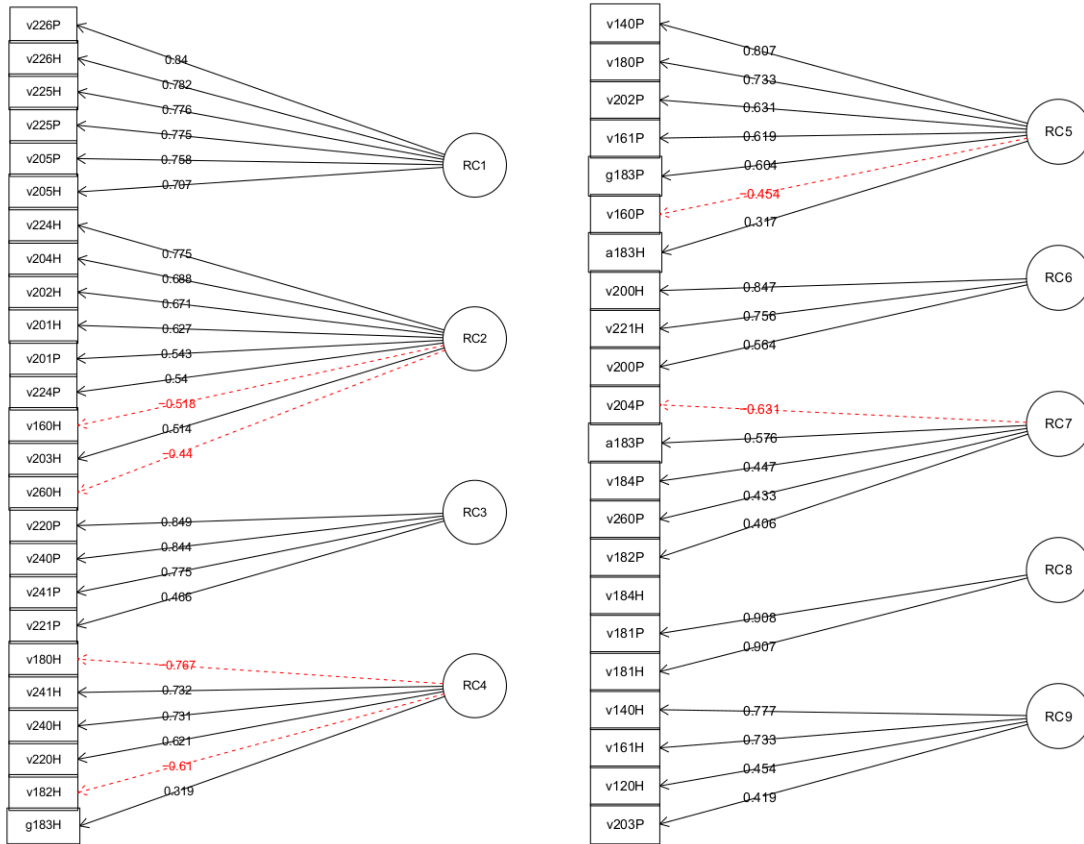 v226P
v226H
v225H
v225P
v205P
v205H
v224H
v204H
v202H
v201H
v201P
v224P
v160H
v203H
v260H
v220P
v240P
v241P
v221P
v180H
v241H
v240H
v220H
v182H
g183H
0.84
0.782
0.776
0.775
0.758
0.707
0.775
0.688
0.671
0.627
0.543
0.54
−0.518
0.514
−0.44
0.849
0.844
0.775
0.466
−0.767
0.732
0.731
0.621
−0.61
0.319
RC1
RC2
RC3
RC4
v140P
v180P
v202P
v161P
g183P
v160P
a183H
v200H
v221H
v200P
v204P
a183P
v184P
v260P
v182P
v184H
v181P
v181H
v140H
v161H
v120H
v203P
0.807
0.733
0.631
0.619
0.604
−0.454
0.317
0.847
0.756
0.564
−0.631
0.576
0.447
0.433
0.406
0.908
0.907
0.777
0.733
0.454
0.419
RC5
RC6
RC7
RC8
RC9